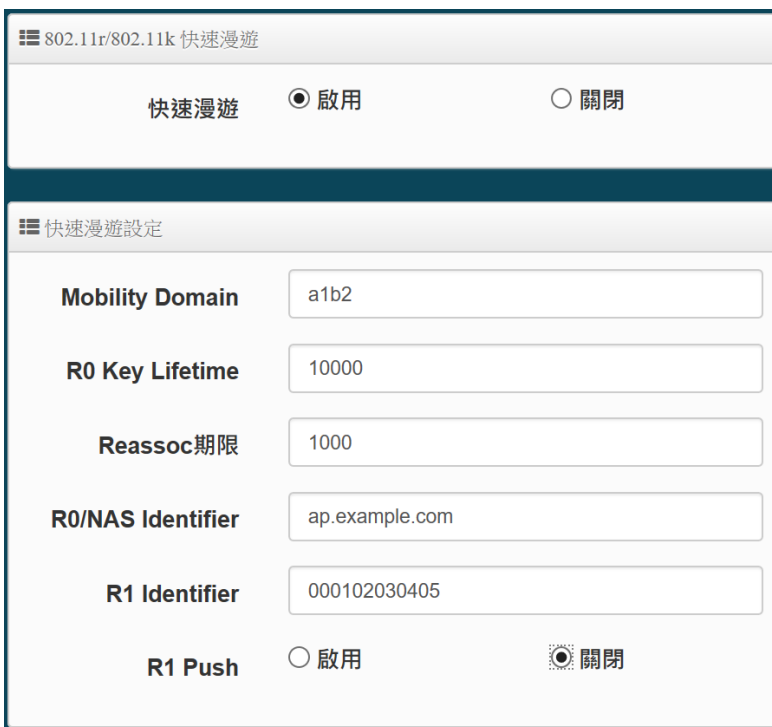 802.11r/802.11k 快速漫遊
快速漫遊 啟用 關閉
快速漫遊設定
Mobility Domain a1b2
R0 Key Lifetime 10000
Reassoc期限 1000
R0/NAS Identifier ap.example.com
R1 Identifier 000102030405
R1 Push 啟用 關閉